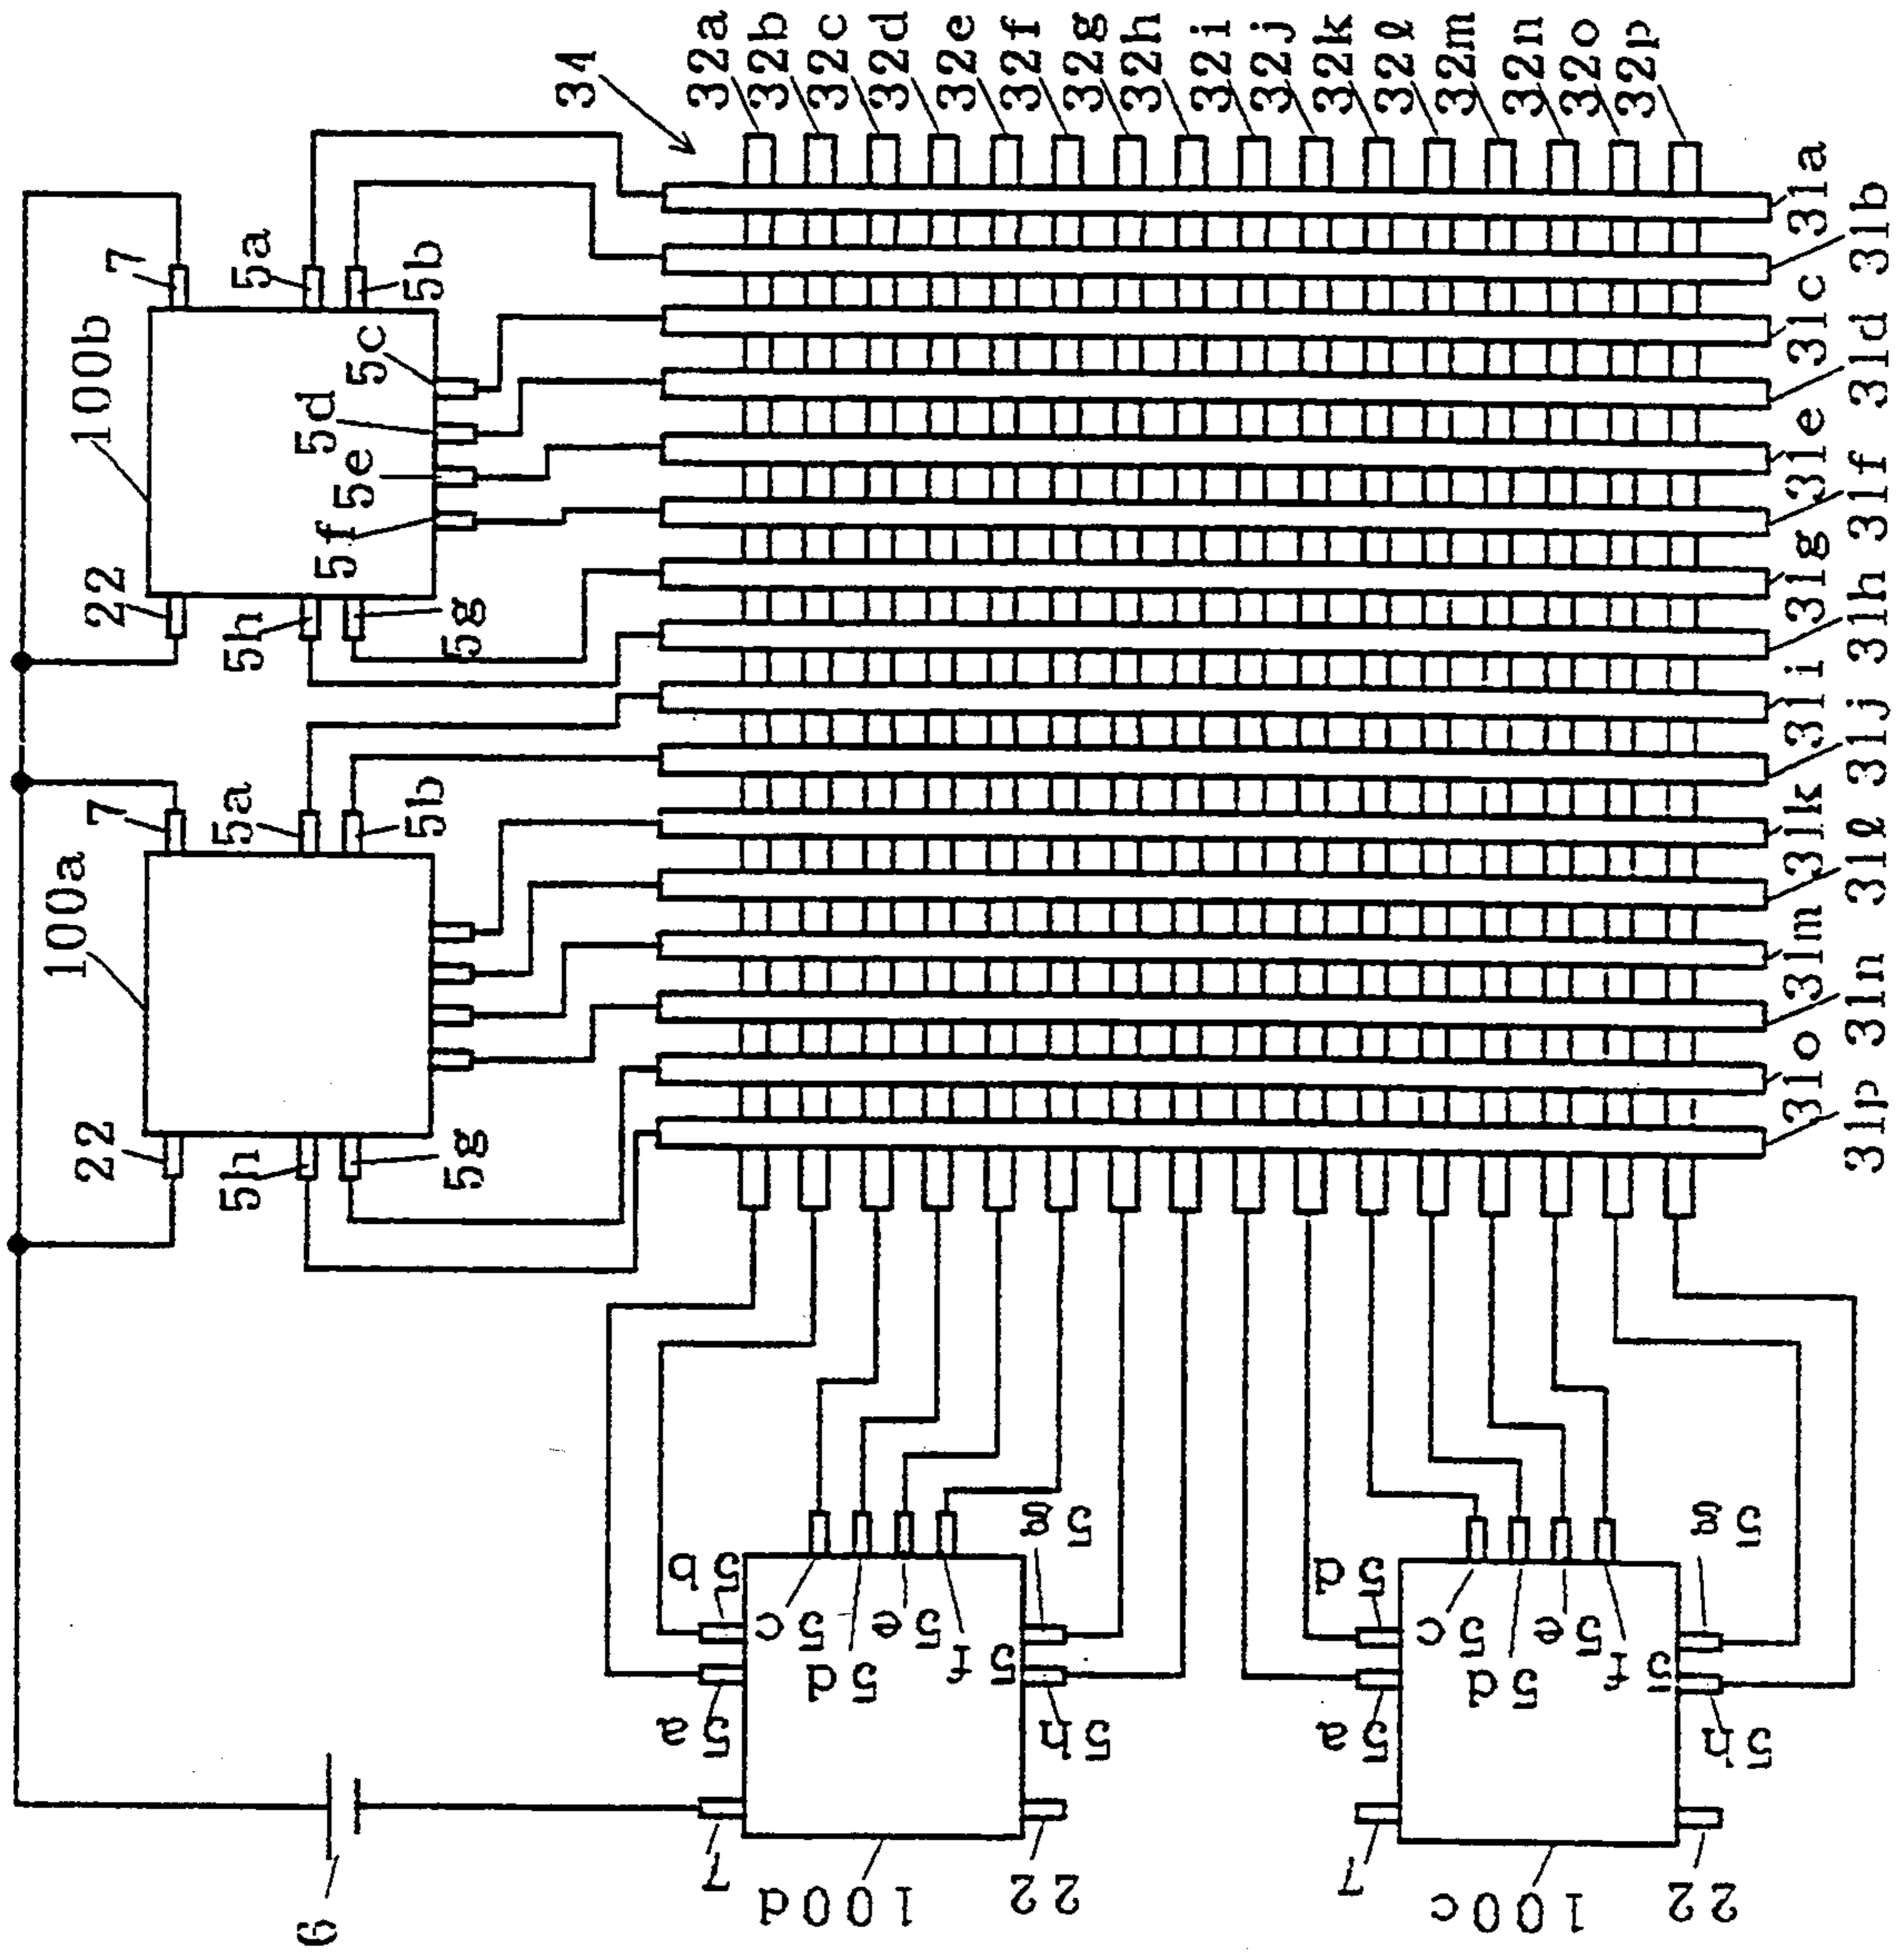 34
32a
32b
32c
32d
32e
32f
32g
32h
32i
32j
32k
32ℓ
32m
32n
32o
32p
100b
7
5a
5b
5c
5d
5e
5f
22
5h
5g
100a
7
5a
5b
22
5h
5g
31a
31b
31c
31d
31e
31f
31g
31h
31i
31j
31k
31ℓ
31m
31n
31o
31p
6
100d
7
5a
5b
5c
5d
5e
5f
5g
5h
22
100c
7
5a
5d
5c
5d
5e
5f
5g
5h
22